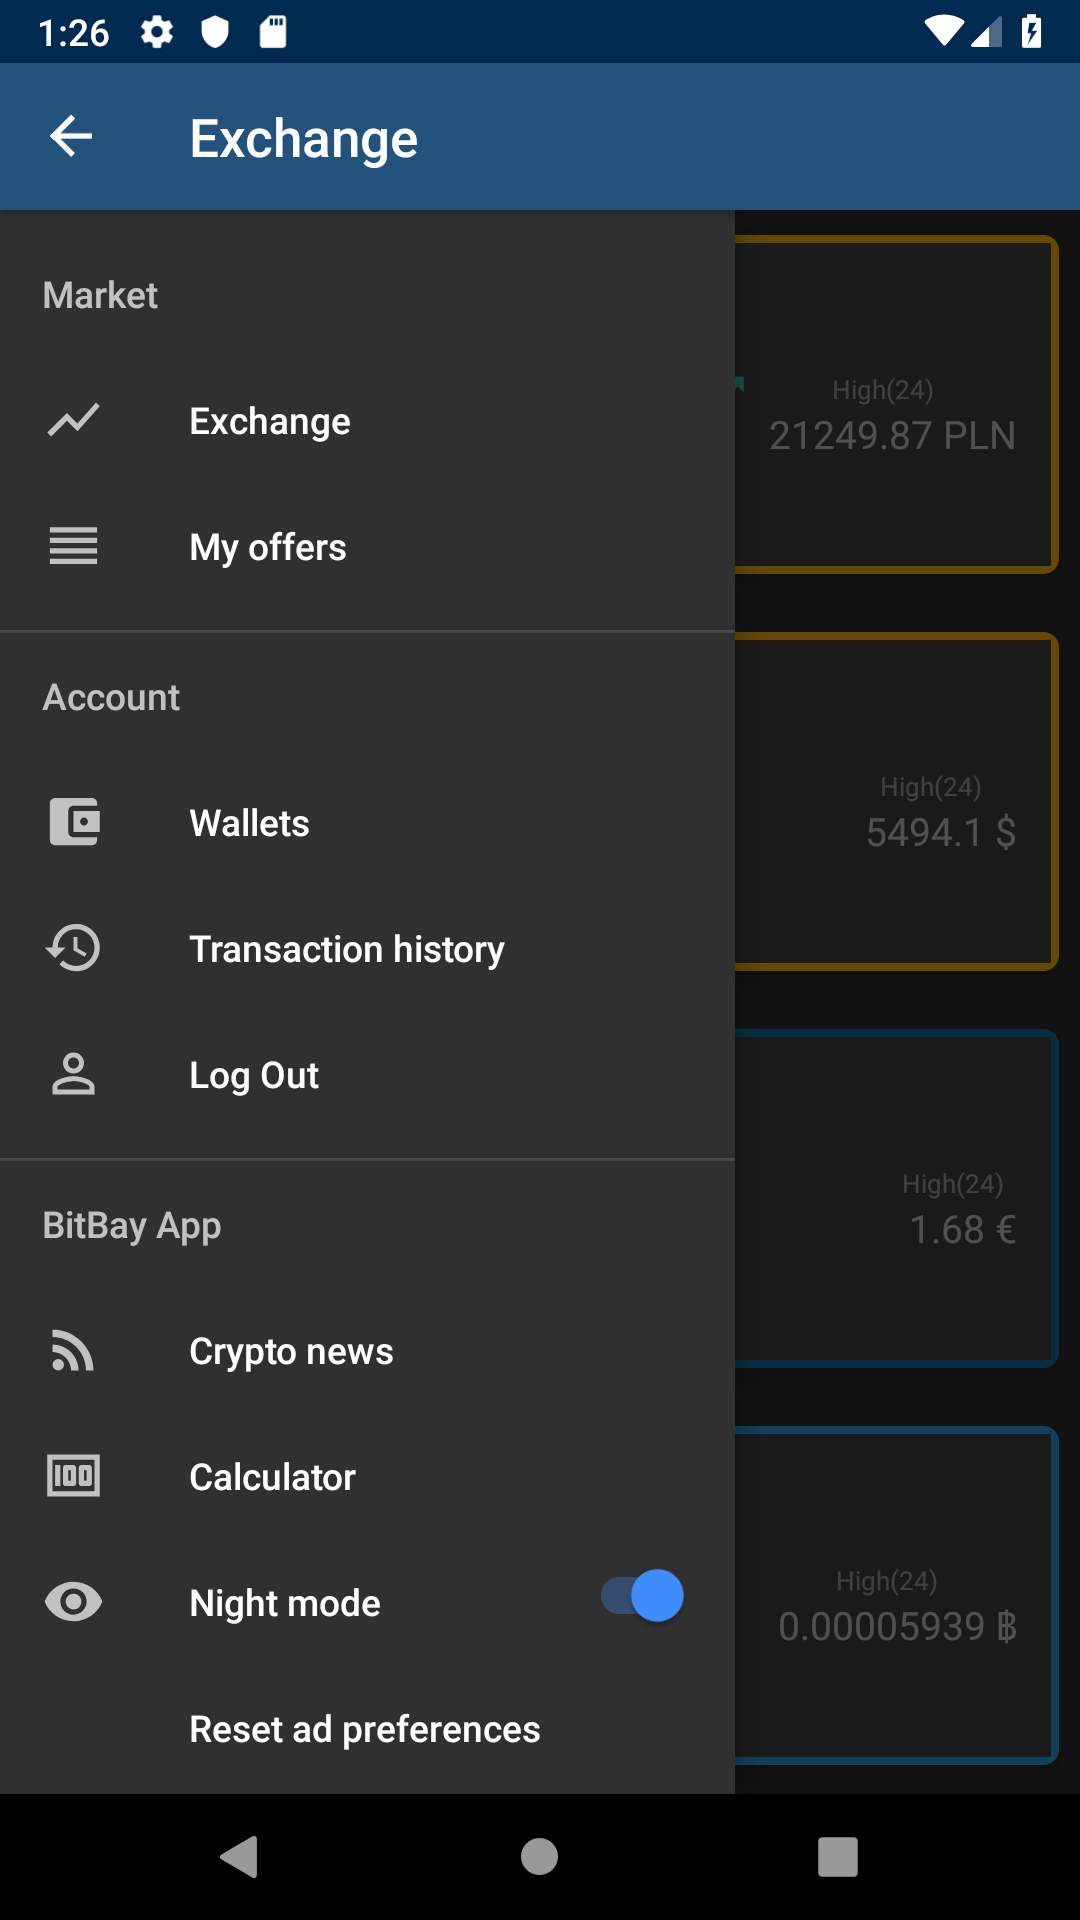 1:26
Exchange
Market
Exchange
My offers
Account
Wallets
Transaction history
Log Out
BitBay App
Crypto news
100
Calculator
Night mode
Reset ad preferences
High(24)
21249.87 PLN
High(24)
5494.1 $
High(24)
1.68 €
High(24)
0.00005939 ฿